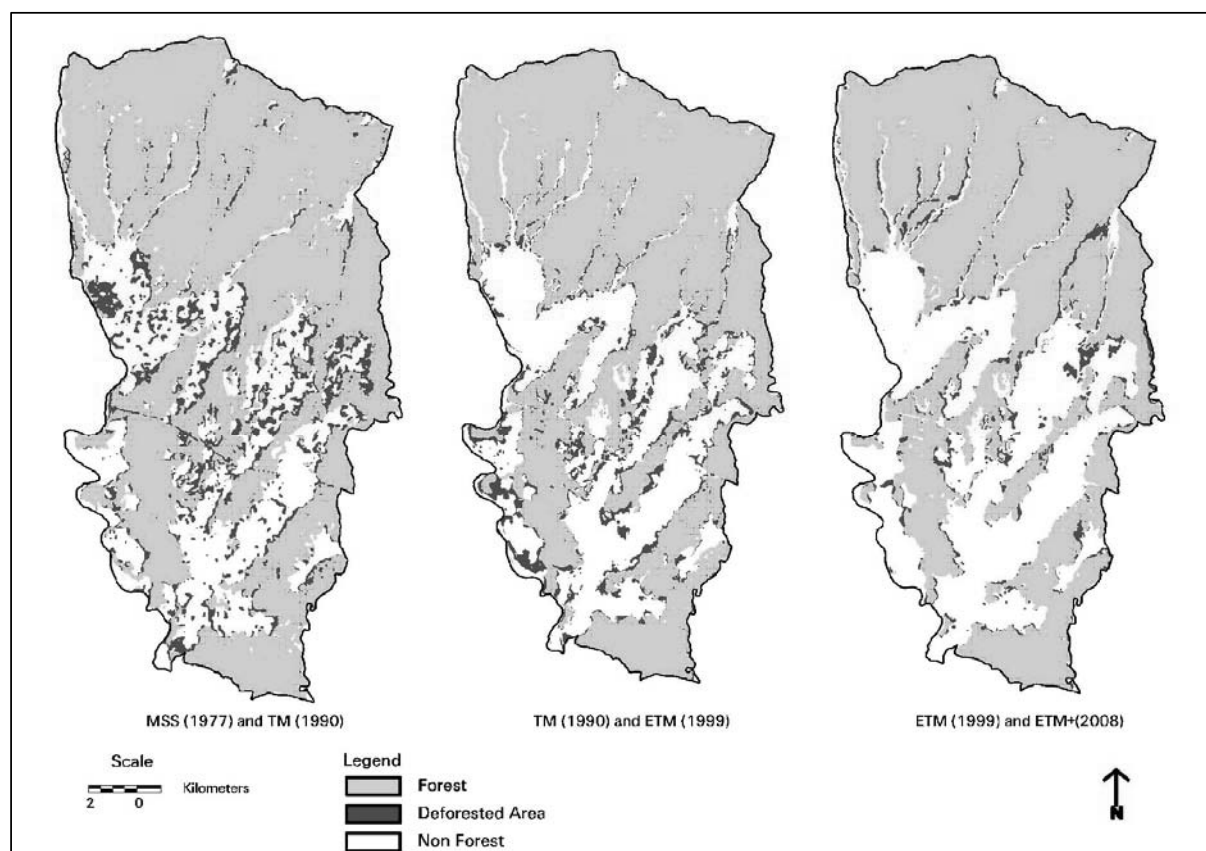 MSS (1977) and TM (1990)
TM (1990) and ETM (1999)
ETM (1999) and ETM+(2008)
Scale
Kilometers
2 0
Legend
Forest
Deforested Area
Non Forest
N